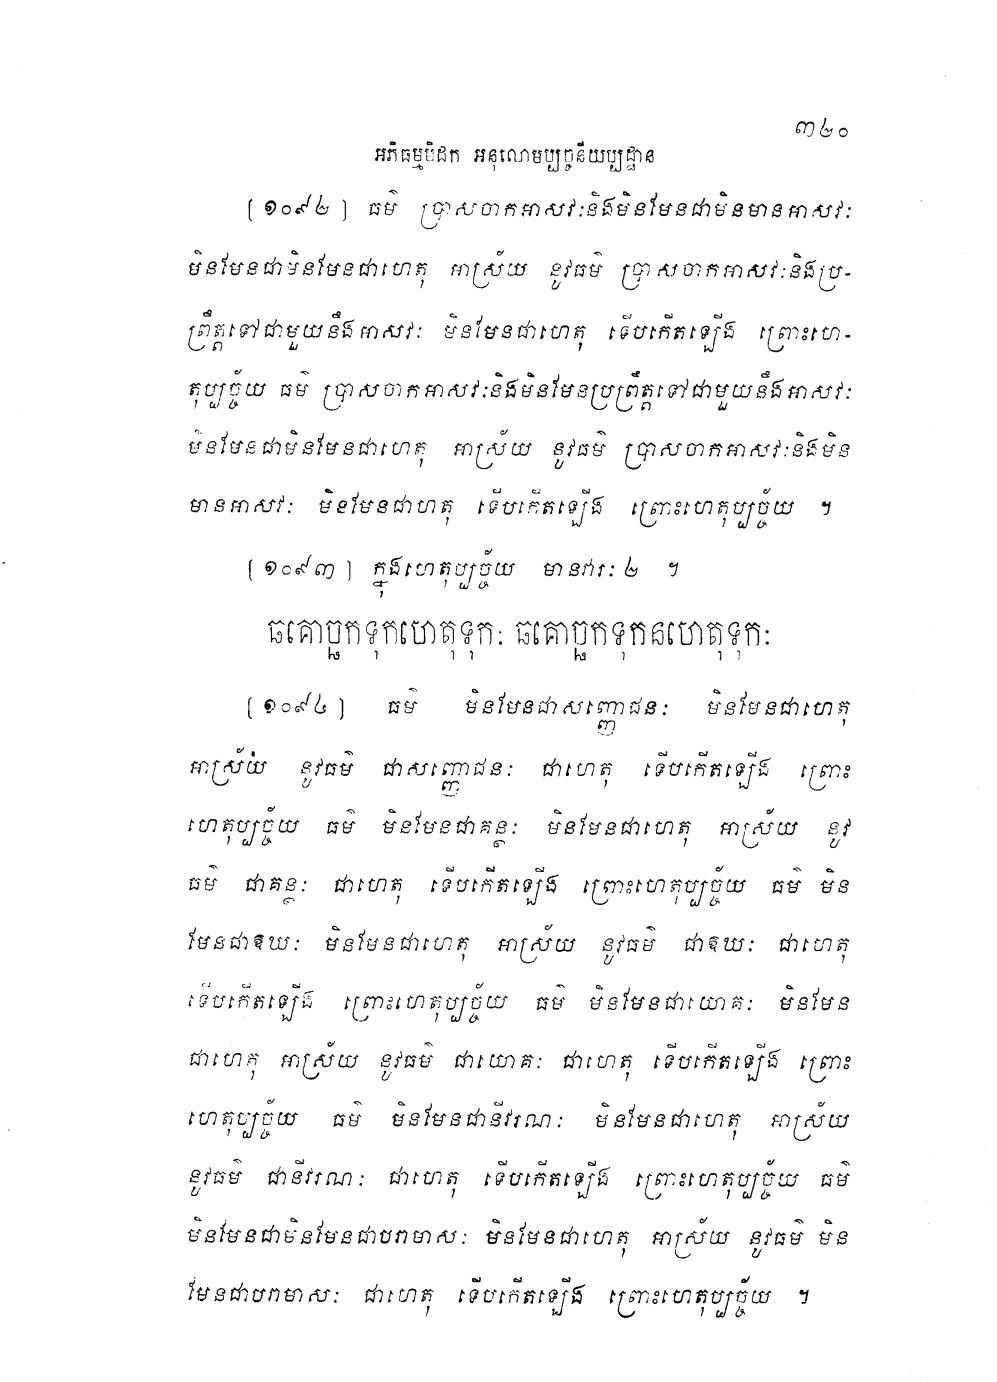 ៣៤០
អភិធម្មបិដក អនុលោមប្បច្ចនីយប្បដ្ឋាន
[១០៩២] ធម៌ ប្រាសចាកអាសវៈនិងមិនមែនជាមិនមានអាសវៈ
មិនមែនជាមិនមែនជាហេតុ អាស្រ័យ នូវធម៌ ប្រាសចាកអាសវៈនិងប្រ-
ព្រឹត្តទៅជាមួយនឹងអាសវៈ មិនមែនជាហេតុ ទើបកើតឡើង ព្រោះហេ-
តុប្បច្ច័យ ធម៌ ប្រាសចាកអាសវៈនិងមិនមែនប្រព្រឹត្តទៅជាមួយនឹងអាសវៈ
មិនមែនជាមិនមែនជាហេតុ អាស្រ័យ នូវធម៌ ប្រាសចាកអាសវៈនិងមិន
មានអាសវៈ មិនមែនជាហេតុ ទើបកើតឡើង ព្រោះហេតុប្បច្ច័យ ។
[១០៩៣] ក្នុងហេតុប្បច្ច័យ មានវារៈ ២ ។
ធគោច្ឆកទុកហេតុទុកៈ ធគោច្ឆកទុកនហេតុទុកៈ
[១០៩៤] ធម៌ មិនមែនជាសញ្ញោជនៈ មិនមែនជាហេតុ
អាស្រ័យ នូវធម៌ ជាសញ្ញោជនៈ ជាហេតុ ទើបកើតឡើង ព្រោះ
ហេតុប្បច្ច័យ ធម៌ មិនមែនជាគន្ថៈ មិនមែនជាហេតុ អាស្រ័យ នូវ
ធម៌ ជាគន្ថៈ ជាហេតុ ទើបកើតឡើង ព្រោះហេតុប្បច្ច័យ ធម៌ មិន
មែនជាឱឃៈ មិនមែនជាហេតុ អាស្រ័យ នូវធម៌ ជាឱឃៈ ជាហេតុ
ទើបកើតឡើង ព្រោះហេតុប្បច្ច័យ ធម៌ មិនមែនជាយោគៈ មិនមែន
ជាហេតុ អាស្រ័យ នូវធម៌ ជាយោគៈ ជាហេតុ ទើបកើតឡើង ព្រោះ
ហេតុប្បច្ច័យ ធម៌ មិនមែនជានីវរណៈ មិនមែនជាហេតុ អាស្រ័យ
នូវធម៌ ជានីវរណៈ ជាហេតុ ទើបកើតឡើង ព្រោះហេតុប្បច្ច័យ ធម៌
មិនមែនជាមិនមែនជាបរាមាសៈ មិនមែនជាហេតុ អាស្រ័យ នូវធម៌ មិន
មែនជាបរាមាសៈ ជាហេតុ ទើបកើតឡើង ព្រោះហេតុប្បច្ច័យ ។